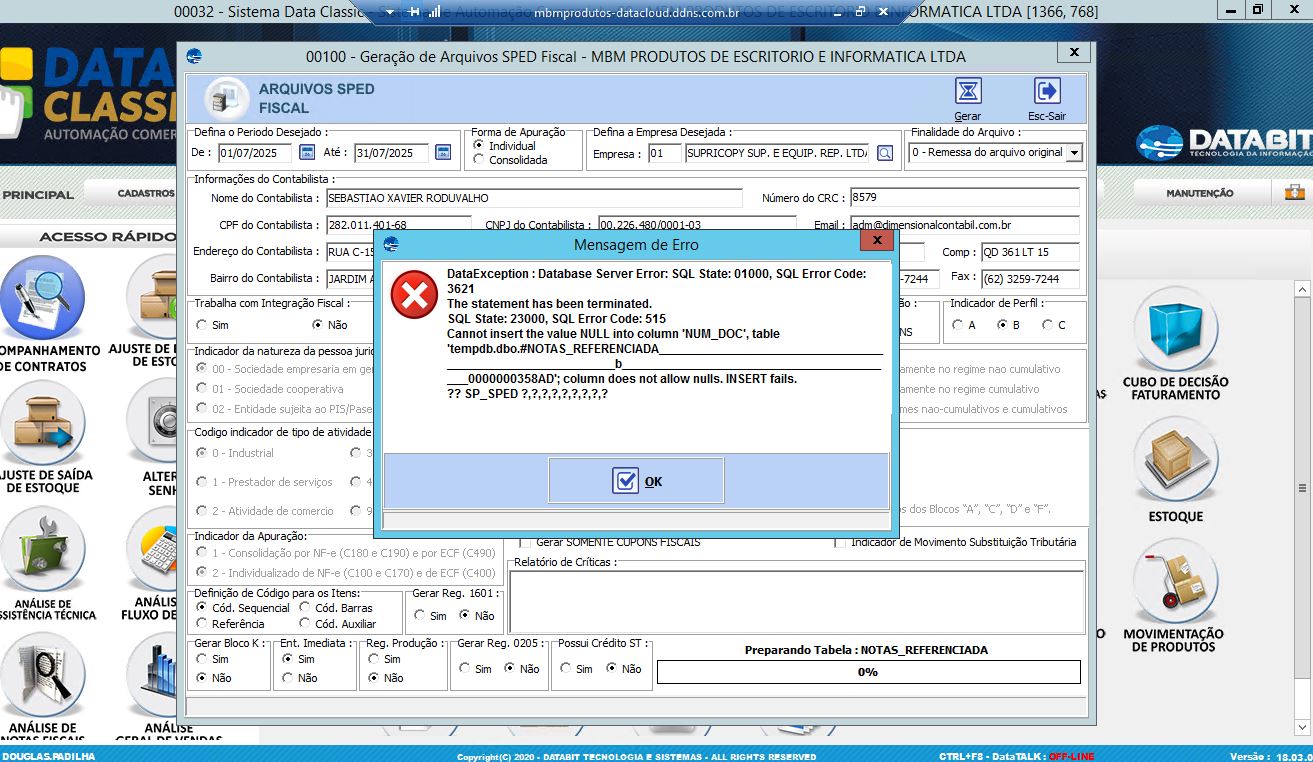 00032 - Sistema Data Classic
mbmprodutos-datacloud.ddns.com.br
INFORMATICA LTDA [1366, 768]
DATA
CLASSI
AUTOMAÇÃO COMER
DATABIT
TECNOLOGIA DA INFORMAÇÃO
PRINCIPAL
CADASTROS
MANUTENÇÃO
ACESSO RÁPIDO
00100 - Geração de Arquivos SPED Fiscal - MBM PRODUTOS DE ESCRITORIO E INFORMATICA LTDA
ARQUIVOS SPED
FISCAL
Gerar
Esc-Sair
Defina o Periodo Desejado :
De : 01/07/2025 Até : 31/07/2025
Forma de Apuração
Individual
Consolidada
Defina a Empresa Desejada :
Empresa : 01 SUPRICOPY SUP. E EQUIP. REP. LTDA
Finalidade do Arquivo :
0 - Remessa do arquivo original
Informações do Contabilista :
Nome do Contabilista : SEBASTIAO XAVIER RODUVALHO Número do CRC : 8579
CPF do Contabilista : 282.011.401-68 CNPJ do Contabilista : 00.226.480/0001-03 Email : adm@dimensionalcontabil.com.br
Endereço do Contabilista : RUA C-15 Comp : QD 361 LT 15
Bairro do Contabilista : JARDIM A -7244 Fax : (62) 3259-7244
Trabalha com Integração Fiscal :
Sim Não
ão :
NS
Indicador de Perfil :
A B C
Indicador da natureza da pessoa juríd
00 - Sociedade empresaria em ger
01 - Sociedade cooperativa
02 - Entidade sujeita ao PIS/Pase
amente no regime nao cumulativo
amente no regime cumulativo
mes nao-cumulativos e cumulativos
Codigo indicador de tipo de atividade
0 - Industrial 3
1 - Prestador de serviços 4
2 - Atividade de comercio 9
os dos Blocos "A", "C", "D" e "F".
Mensagem de Erro
DataException : Database Server Error: SQL State: 01000, SQL Error Code:
3621
The statement has been terminated.
SQL State: 23000, SQL Error Code: 515
Cannot insert the value NULL into column 'NUM_DOC', table
'tempdb.dbo.#NOTAS_REFERENCIADA________________________________
________________________b_____________________________________
___0000000358AD'; column does not allow nulls. INSERT fails.
?? SP_SPED ?,?,?,?,?,?,?,?,?
OK
Indicador da Apuração:
1 - Consolidação por NF-e (C180 e C190) e por ECF (C490)
2 - Individualizado de NF-e (C100 e C170) e de ECF (C400)
Gerar SOMENTE CUPONS FISCAIS
Indicador de Movimento Substituição Tributária
Relatório de Críticas :
Definição de Código para os Itens:
Cód. Sequencial Cód. Barras
Referência Cód. Auxiliar
Gerar Reg. 1601 :
Sim Não
Gerar Bloco K :
Sim
Não
Ent. Imediata :
Sim
Não
Reg. Produção :
Sim
Não
Gerar Reg. 0205 :
Sim Não
Possui Crédito ST :
Sim Não
Preparando Tabela : NOTAS_REFERENCIADA
0%
OMPANHAMENTO
DE CONTRATOS
AJUSTE DE
DE ESTO
AJUSTE DE SAÍDA
DE ESTOQUE
ALTER
SENH
ANÁLISE DE
ASSISTÊNCIA TÉCNICA
ANÁLIS
FLUXO DE
ANÁLISE DE
NOTAS FISCAIS
ANÁLISE
GERAL DE VENDAS
CUBO DE DECISÃO
FATURAMENTO
ESTOQUE
MOVIMENTAÇÃO
DE PRODUTOS
DOUGLAS.PADILHA
Copyright(C) 2020 - DATABIT TECNOLOGIA E SISTEMAS - ALL RIGHTS RESERVED
CTRL+F8 - DataTALK : OFF-LINE
Versão : 18.03.0